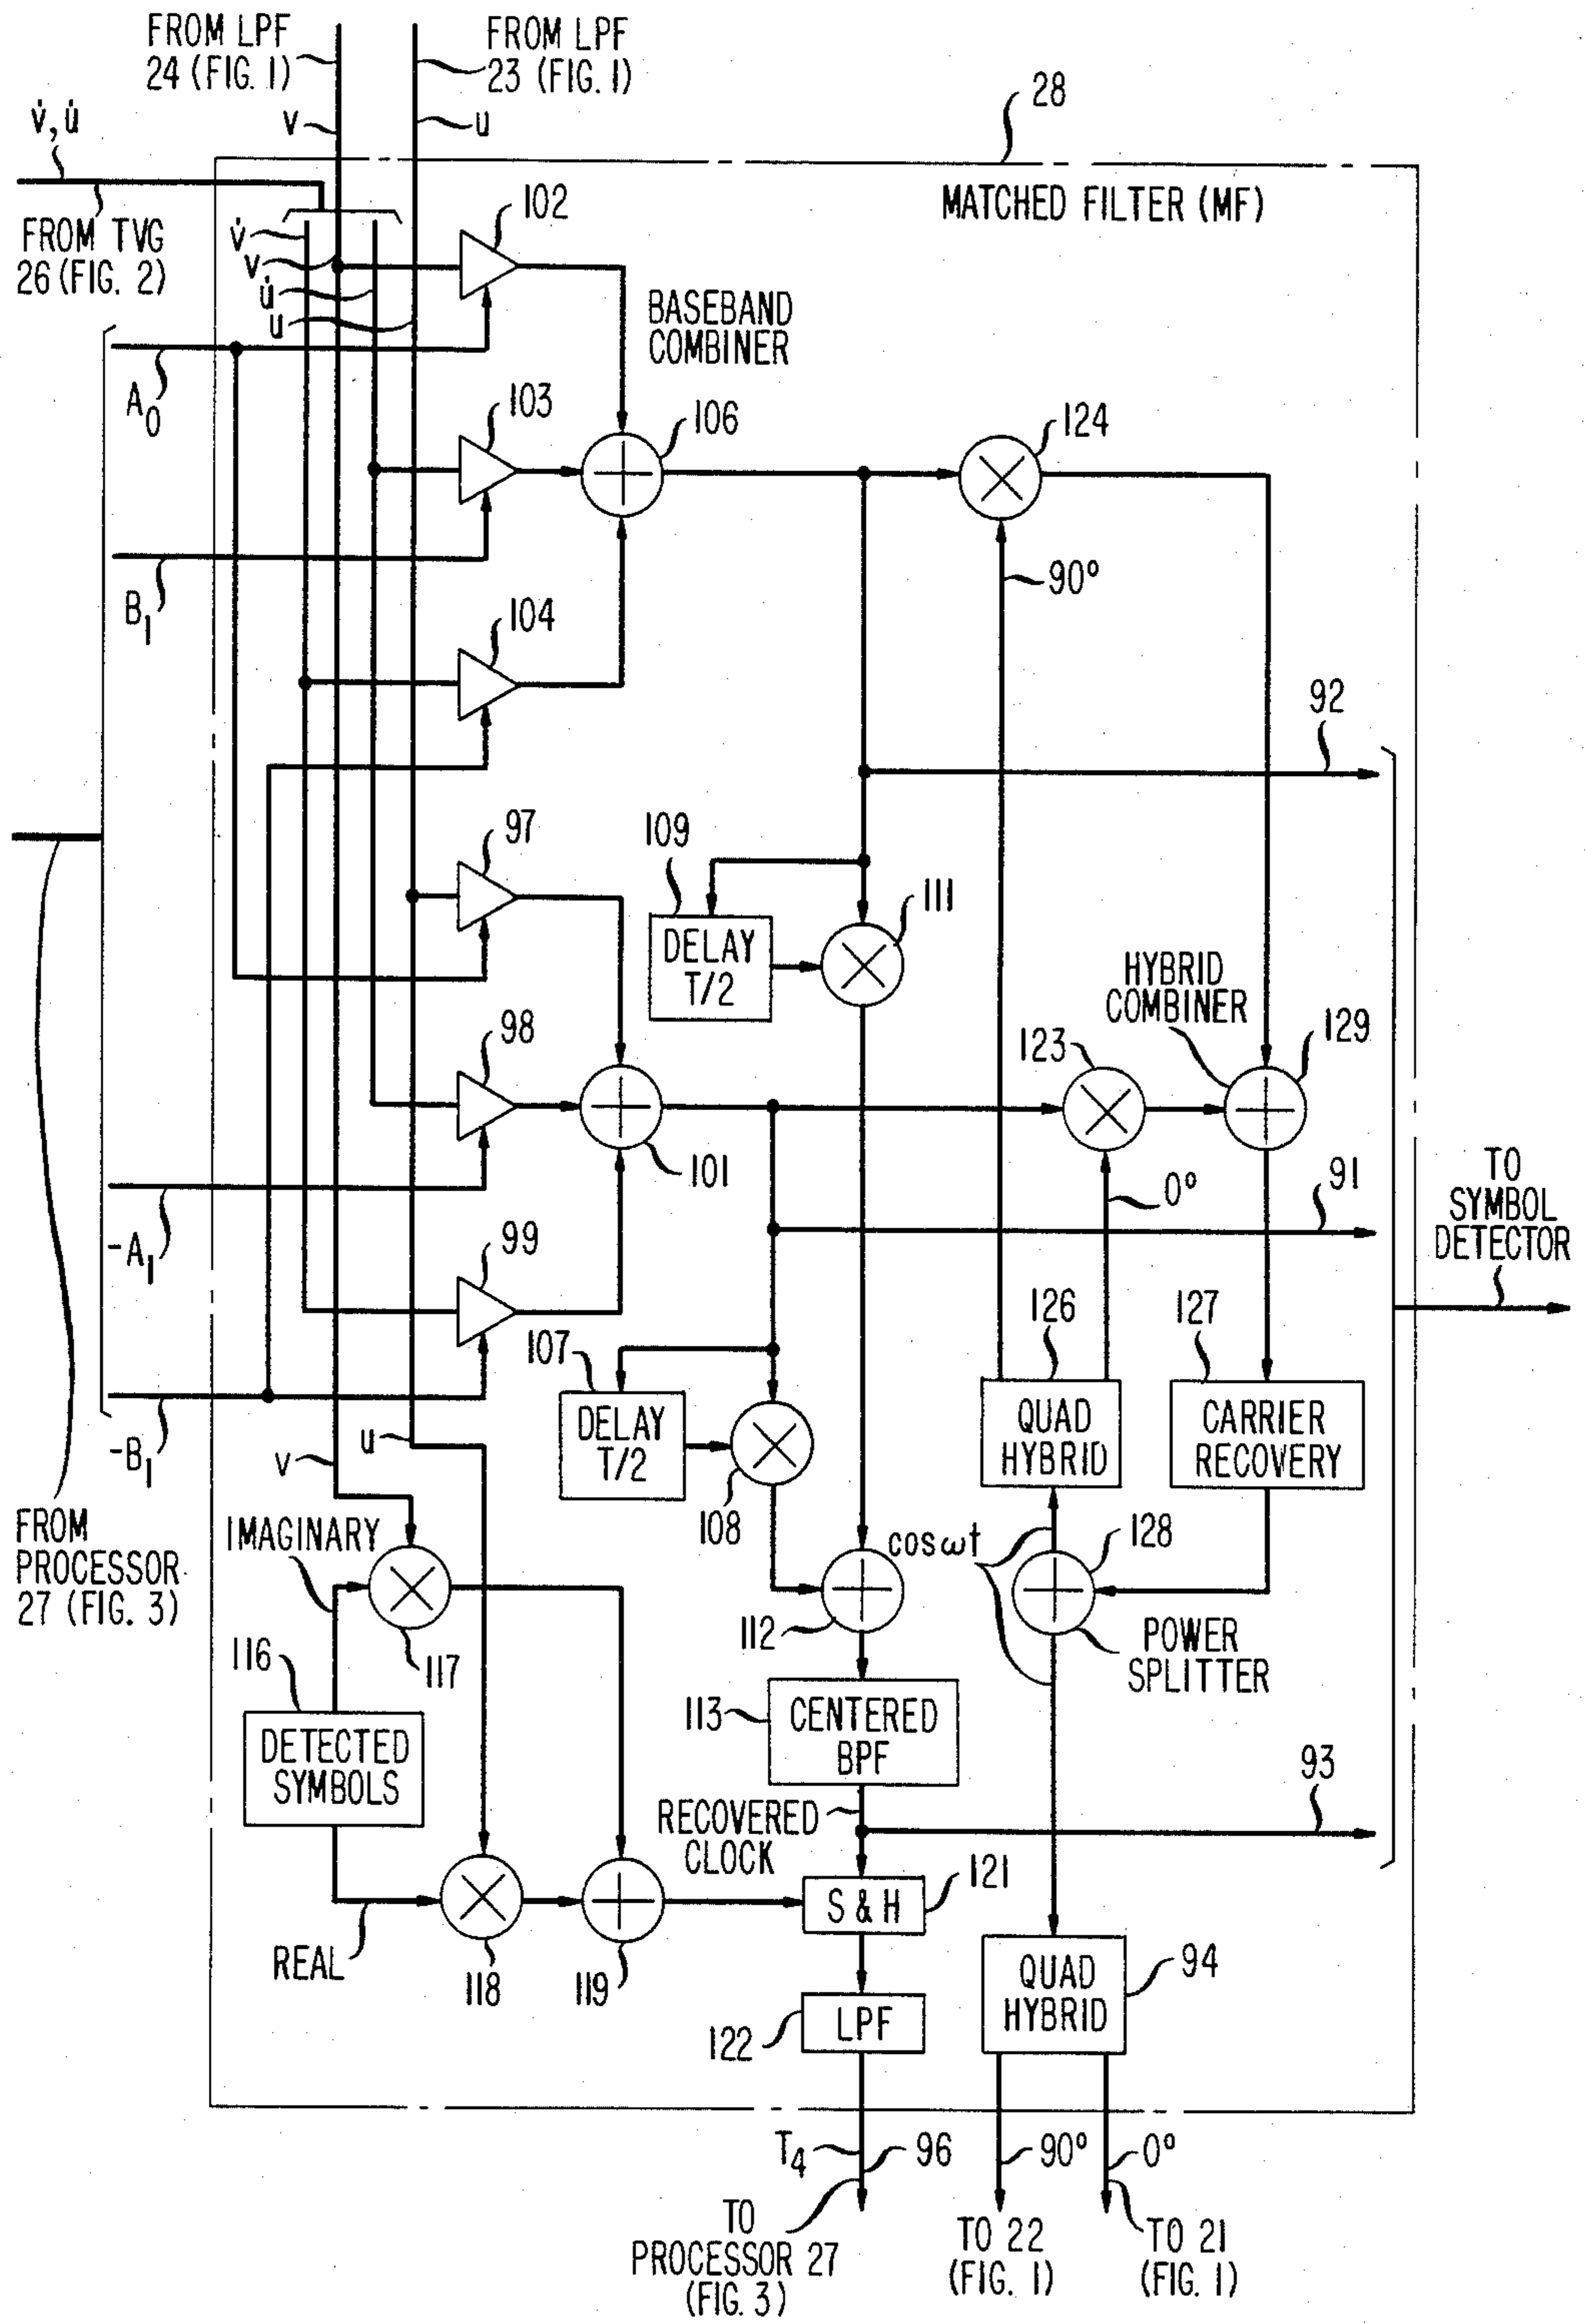 FROM LPF
24 (FIG. 1)
FROM LPF
23 (FIG. 1)
v̇, u̇
v
u
28
FROM TVG
26 (FIG. 2)
MATCHED FILTER (MF)
v̇
v
u̇
u
102
BASEBAND
COMBINER
A0
103
106
124
B1
90°
104
92
97
109
111
DELAY
T/2
HYBRID
COMBINER
98
123
129
101
0°
91
TO
SYMBOL
DETECTOR
-A1
99
107
126
127
DELAY
T/2
QUAD
HYBRID
CARRIER
RECOVERY
-B1
v
u
108
FROM
PROCESSOR
27 (FIG. 3)
IMAGINARY
cos ωt
128
117
112
POWER
SPLITTER
116
DETECTED
SYMBOLS
113
CENTERED
BPF
93
RECOVERED
CLOCK
121
S & H
REAL
118
119
QUAD
HYBRID
94
122
LPF
T4
96
90°
0°
TO
PROCESSOR 27
(FIG. 3)
TO 22
(FIG. 1)
TO 21
(FIG. 1)